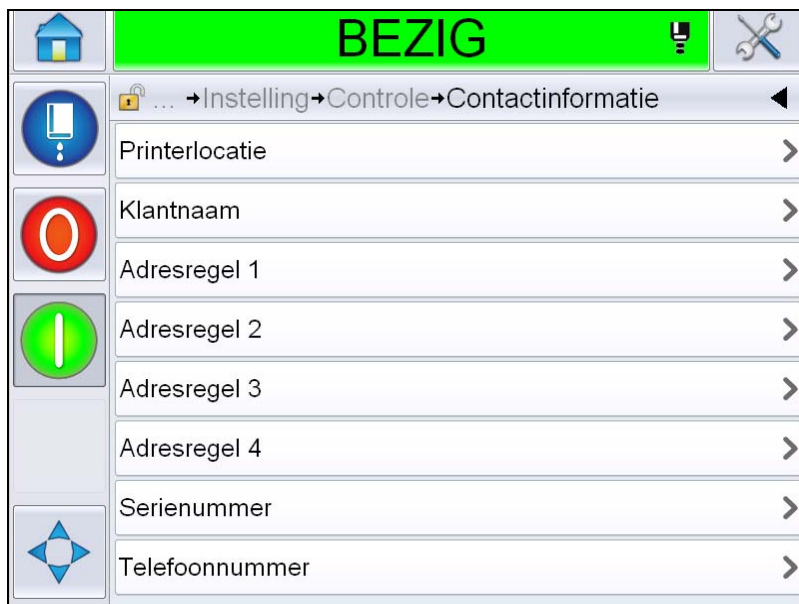 BEZIG
... →Instelling→Controle→Contactinformatie
Printerlocatie
Klantnaam
Adresregel 1
Adresregel 2
Adresregel 3
Adresregel 4
Serienummer
Telefoonnummer